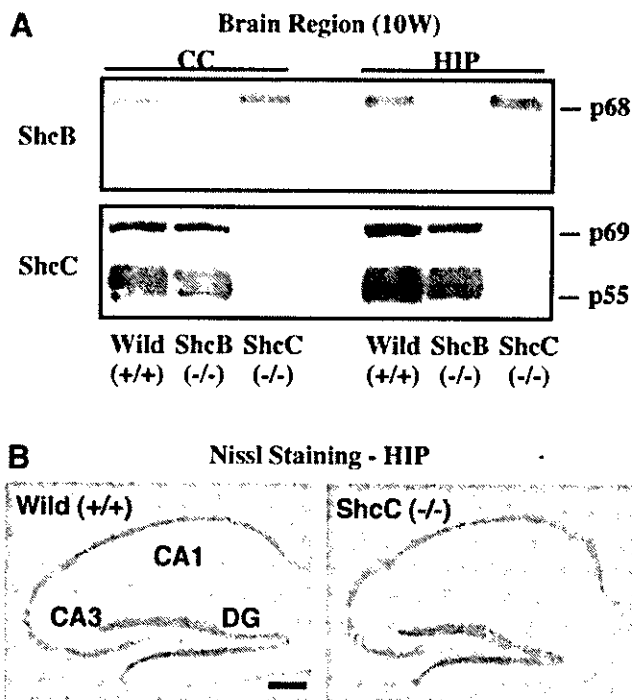 A Brain Region (10W)
CC HIP
ShcB p68
ShcC p69
p55
Wild ShcB ShcC Wild ShcB ShcC
(+/+) (-/-) (-/-) (+/+) (-/-) (-/-)
B Nissl Staining - HIP
Wild (+/+) ShcC (-/-)
CA1
CA3 DG